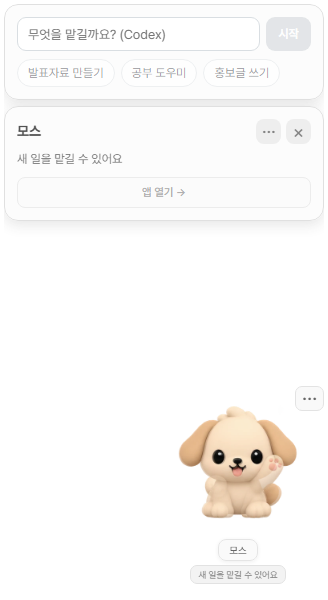 무엇을 맡길까요? (Codex)
시작
발표자료 만들기
공부 도우미
홍보글 쓰기
모스
새 일을 맡길 수 있어요
앱 열기 →
모스
새 일을 맡길 수 있어요